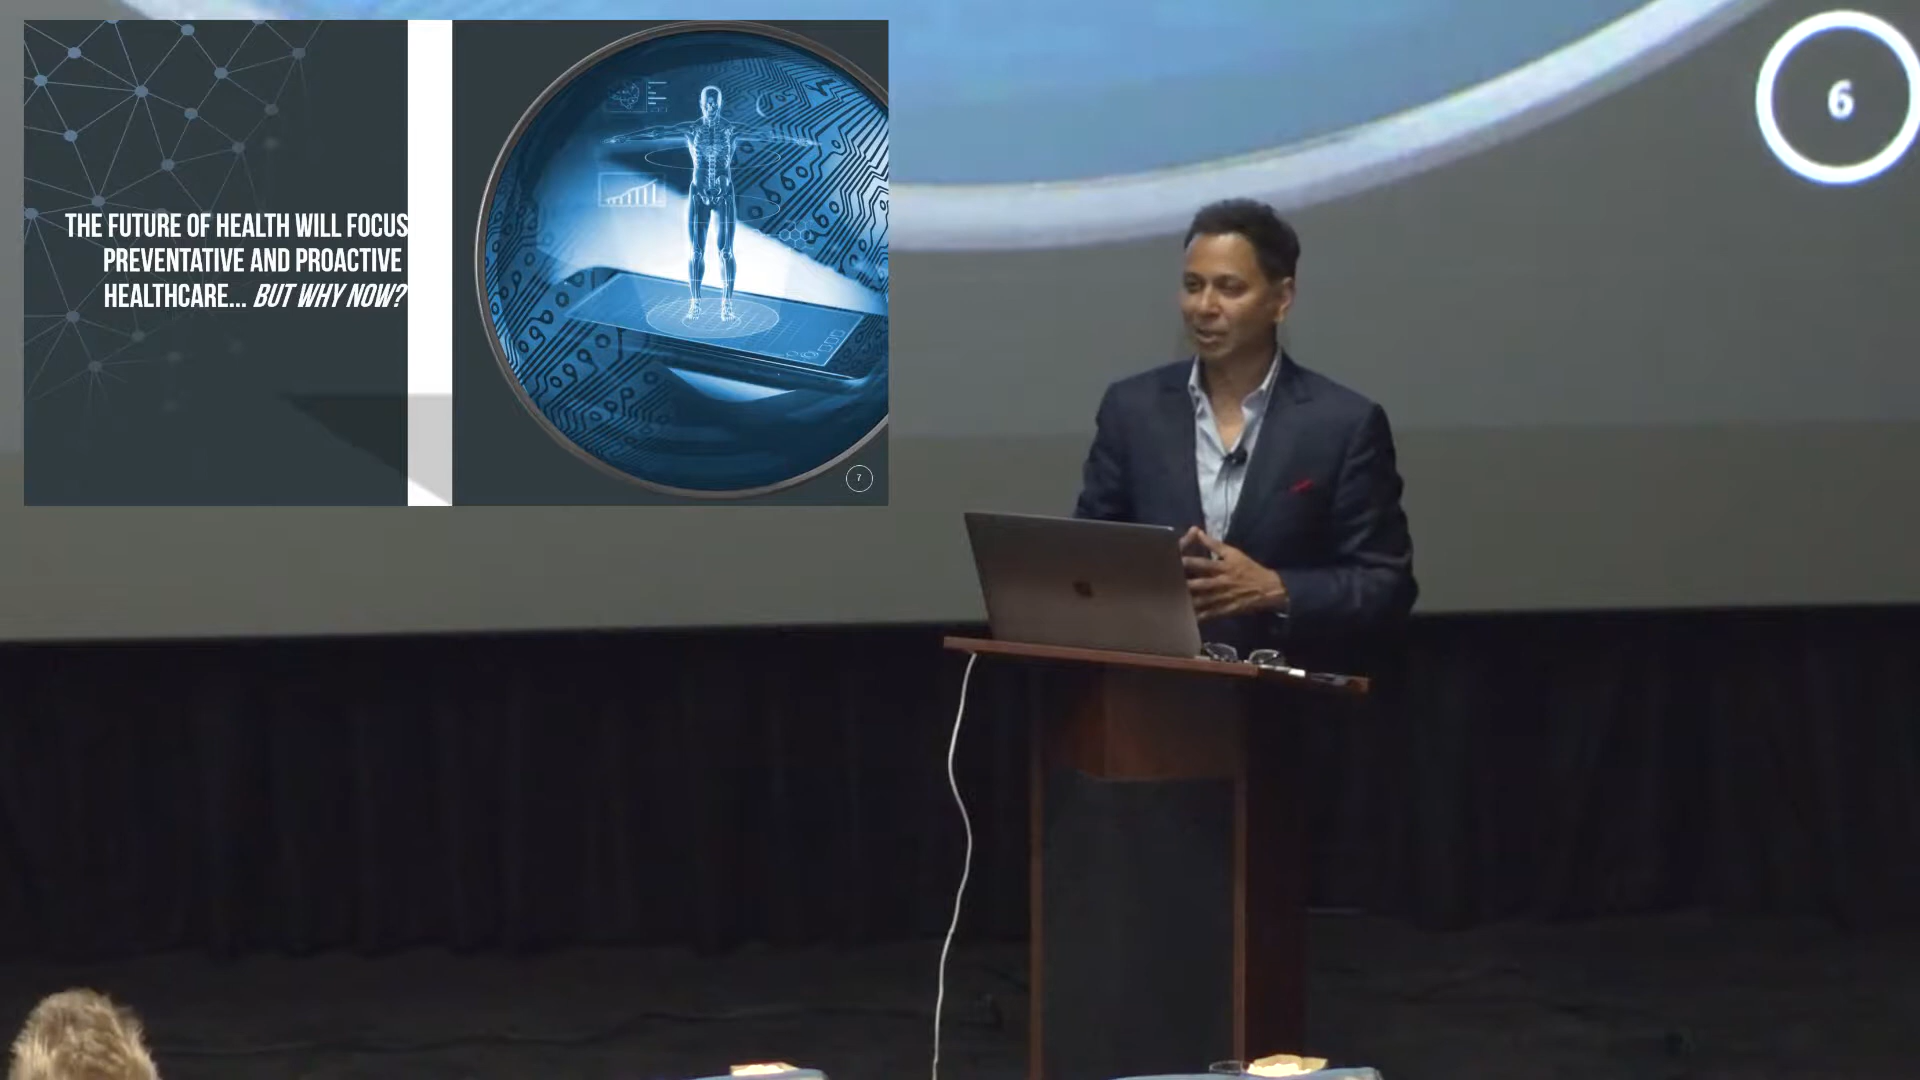 THE FUTURE OF HEALTH WILL FOCUS
PREVENTATIVE AND PROACTIVE
HEALTHCARE... BUT WHY NOW?
7
6